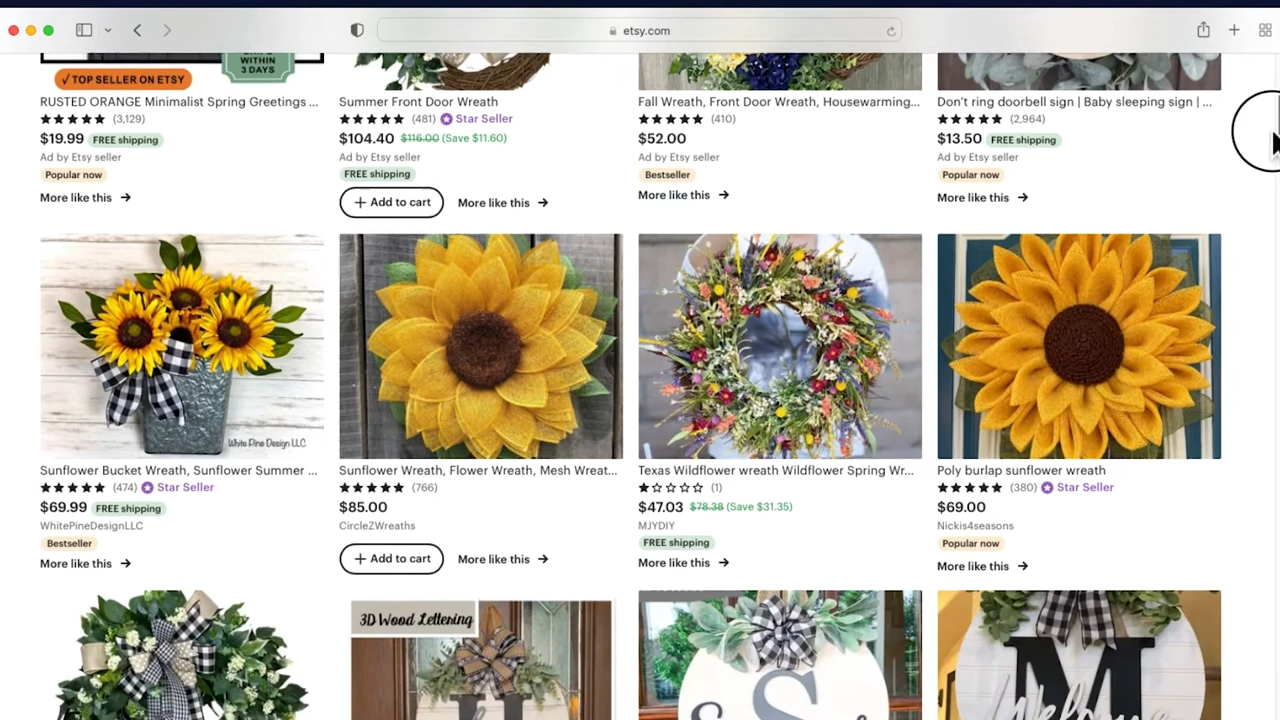 etsy.com
SHIPS
WITHIN
3 DAYS
✓TOP SELLER ON ETSY
RUSTED ORANGE Minimalist Spring Greetings ...
(3,129)
$19.99 FREE shipping
Ad by Etsy seller
Popular now
More like this →
Summer Front Door Wreath
(481) Star Seller
$104.40 $116.00 (Save $11.60)
Ad by Etsy seller
FREE shipping
+ Add to cart More like this →
Fall Wreath, Front Door Wreath, Housewarming...
(410)
$52.00
Ad by Etsy seller
Bestseller
More like this →
Don't ring doorbell sign | Baby sleeping sign | ...
(2,964)
$13.50 FREE shipping
Ad by Etsy seller
Popular now
More like this →
White Pine Design LLC
Sunflower Bucket Wreath, Sunflower Summer ...
(474) Star Seller
$69.99 FREE shipping
WhitePineDesignLLC
Bestseller
More like this →
Sunflower Wreath, Flower Wreath, Mesh Wreat...
(766)
$85.00
CircleZWreaths
+ Add to cart More like this →
Texas Wildflower wreath Wildflower Spring Wr...
(1)
$47.03 $78.38 (Save $31.35)
MJYDIY
FREE shipping
More like this →
Poly burlap sunflower wreath
(380) Star Seller
$69.00
Nickis4seasons
Popular now
More like this →
3D Wood Lettering
S
M
Welcome